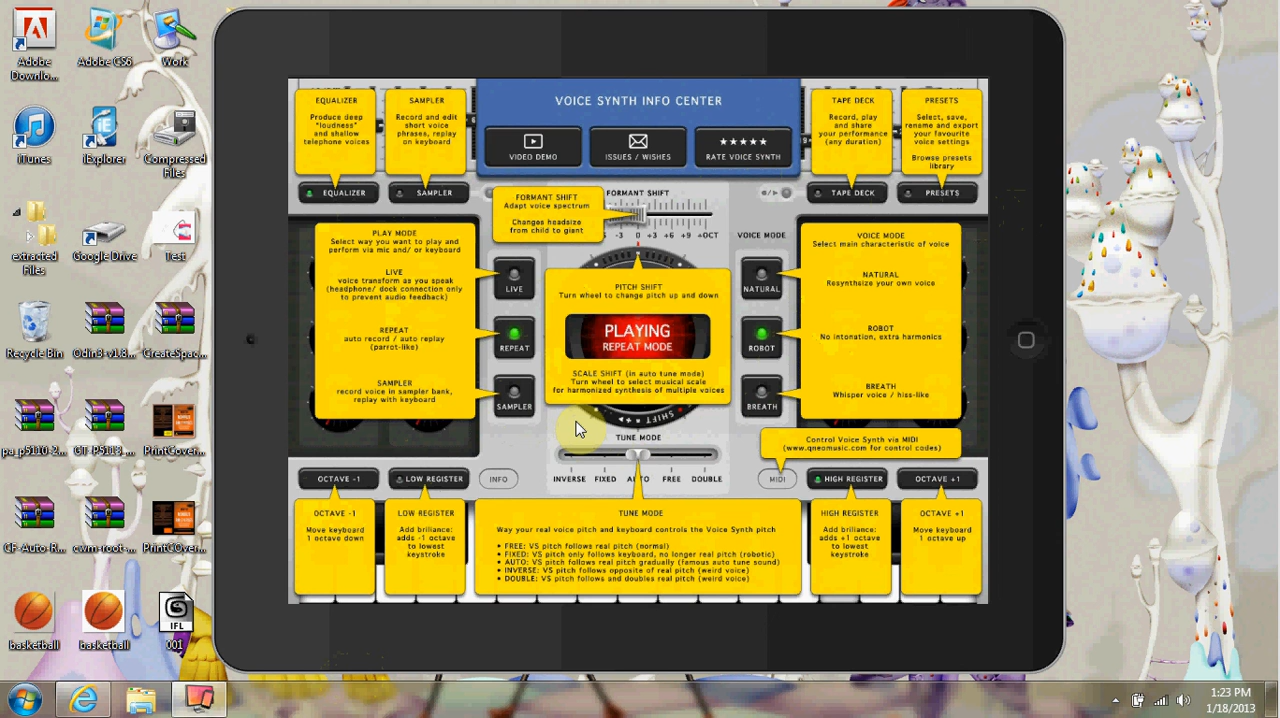 Adobe
Downlo...
Adobe CS6
Work
iTunes
iExplorer
Compressed
Files
extracted
Files
Google Drive
Test
Recycle Bin
Odin3-v1.8...
CreateSpac...
pa_p5110-2...
GT-P5113_...
PrintCover...
CF-Auto-R...
cwm-root-...
PrintCOver...
basketball
basketball
IFL
001
EQUALIZER
Produce deep
"loudness"
and shallow
telephone voices
SAMPLER
Record and edit
short voice
phrases, replay
on keyboard
VOICE SYNTH INFO CENTER
VIDEO DEMO
ISSUES / WISHES
★★★★★
RATE VOICE SYNTH
TAPE DECK
Record, play
and share
your performance
(any duration)
PRESETS
Select, save,
rename and export
your favourite
voice settings
Browse presets
library
EQUALIZER
SAMPLER
TAPE DECK
PRESETS
FORMANT SHIFT
Adapt voice spectrum
Changes headsize
from child to giant
FORMANT SHIFT
-3 0 +3 +6 +9 +OCT
PLAY MODE
Select way you want to play and
perform via mic and/ or keyboard
LIVE
voice transform as you speak
(headphone/ dock connection only
to prevent audio feedback)
REPEAT
auto record / auto replay
(parrot-like)
SAMPLER
record voice in sampler bank,
replay with keyboard
LIVE
REPEAT
SAMPLER
PITCH SHIFT
Turn wheel to change pitch up and down
PLAYING
REPEAT MODE
SCALE SHIFT (in auto tune mode)
Turn wheel to select musical scale
for harmonized synthesis of multiple voices
SHIFT
VOICE MODE
NATURAL
ROBOT
BREATH
VOICE MODE
Select main characteristic of voice
NATURAL
Resynthsize your own voice
ROBOT
No intonation, extra harmonics
BREATH
Whisper voice / hiss-like
TUNE MODE
INVERSE FIXED AUTO FREE DOUBLE
Control Voice Synth via MIDI
(www.qneomusic.com for control codes)
OCTAVE -1
LOW REGISTER
INFO
MIDI
HIGH REGISTER
OCTAVE +1
OCTAVE -1
Move keyboard
1 octave down
LOW REGISTER
Add brilliance:
adds -1 octave
to lowest
keystroke
TUNE MODE
Way your real voice pitch and keyboard controls the Voice Synth pitch
• FREE: VS pitch follows real pitch (normal)
• FIXED: VS pitch only follows keyboard, no longer real pitch (robotic)
• AUTO: VS pitch follows real pitch gradually (famous auto tune sound)
• INVERSE: VS pitch follows opposite of real pitch (weird voice)
• DOUBLE: VS pitch follows and doubles real pitch (weird voice)
HIGH REGISTER
Add brilliance:
adds +1 octave
to lowest
keystroke
OCTAVE +1
Move keyboard
1 octave up
1:23 PM
1/18/2013